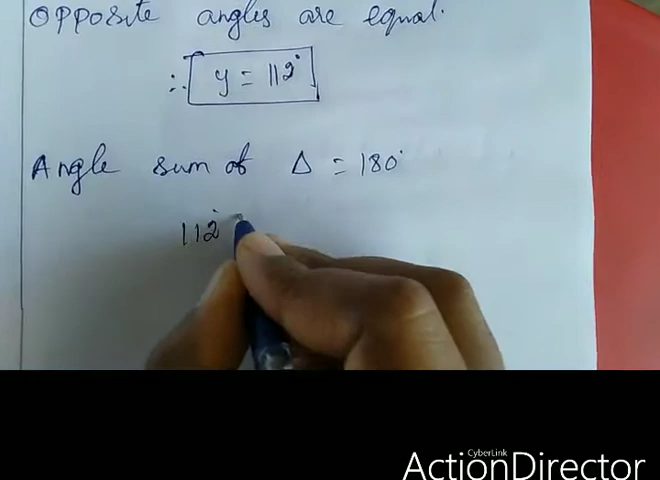 Opposite angles are equal.
∴ y = 112°
Angle sum of Δ = 180°
112°
CyberLink
ActionDirector